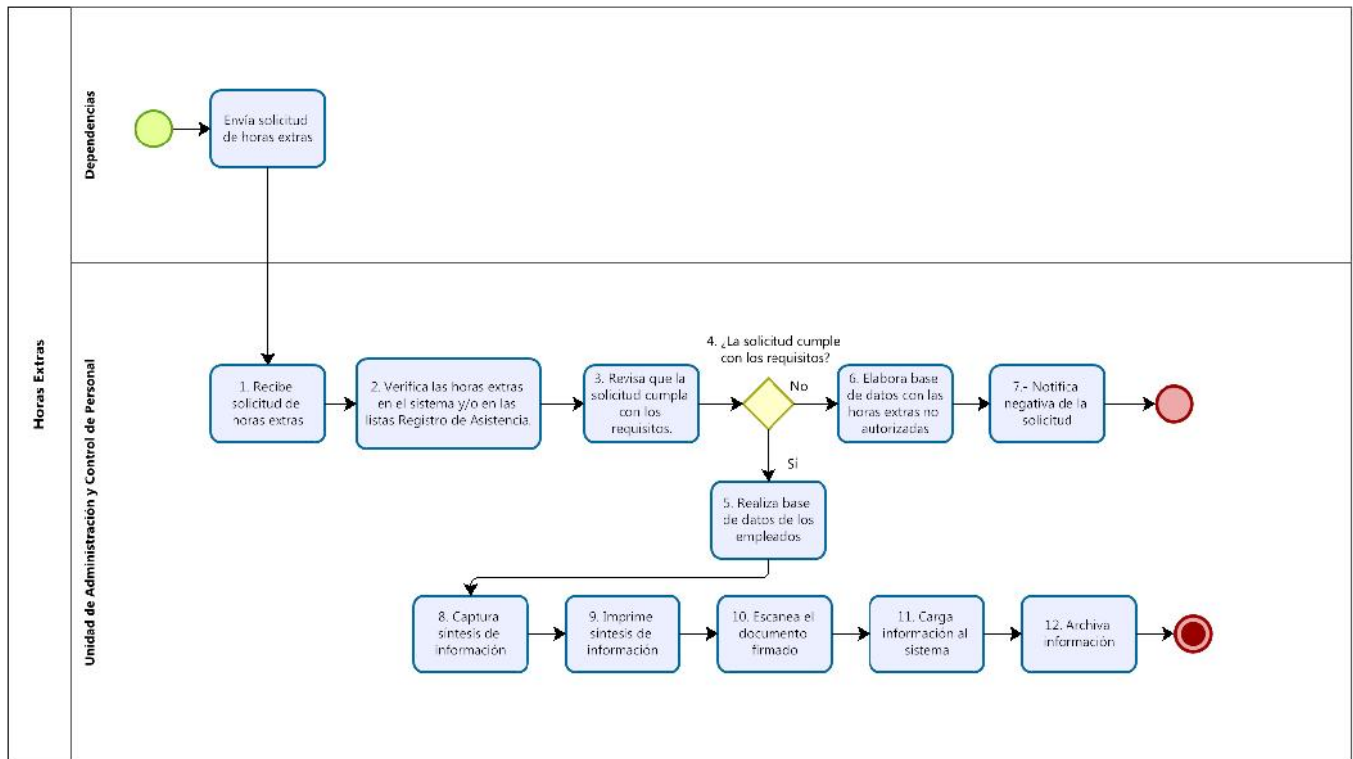 Horas Extras
Dependencias
Envía solicitud
de horas extras
Unidad de Administración y Control de Personal
1. Recibe
solicitud de
horas extras
2. Verifica las horas extras
en el sistema y/o en las
listas Registro de Asistencia.
3. Revisa que la
solicitud cumpla
con los
requisitos.
4. ¿La solicitud cumple
con los requisitos?
No
6. Elabora base
de datos con las
horas extras no
autorizadas
7.- Notifica
negativa de la
solicitud
Sí
5. Realiza base
de datos de los
empleados
8. Captura
síntesis de
información
9. Imprime
síntesis de
información
10. Escanea el
documento
firmado
11. Carga
información al
sistema
12. Archiva
información